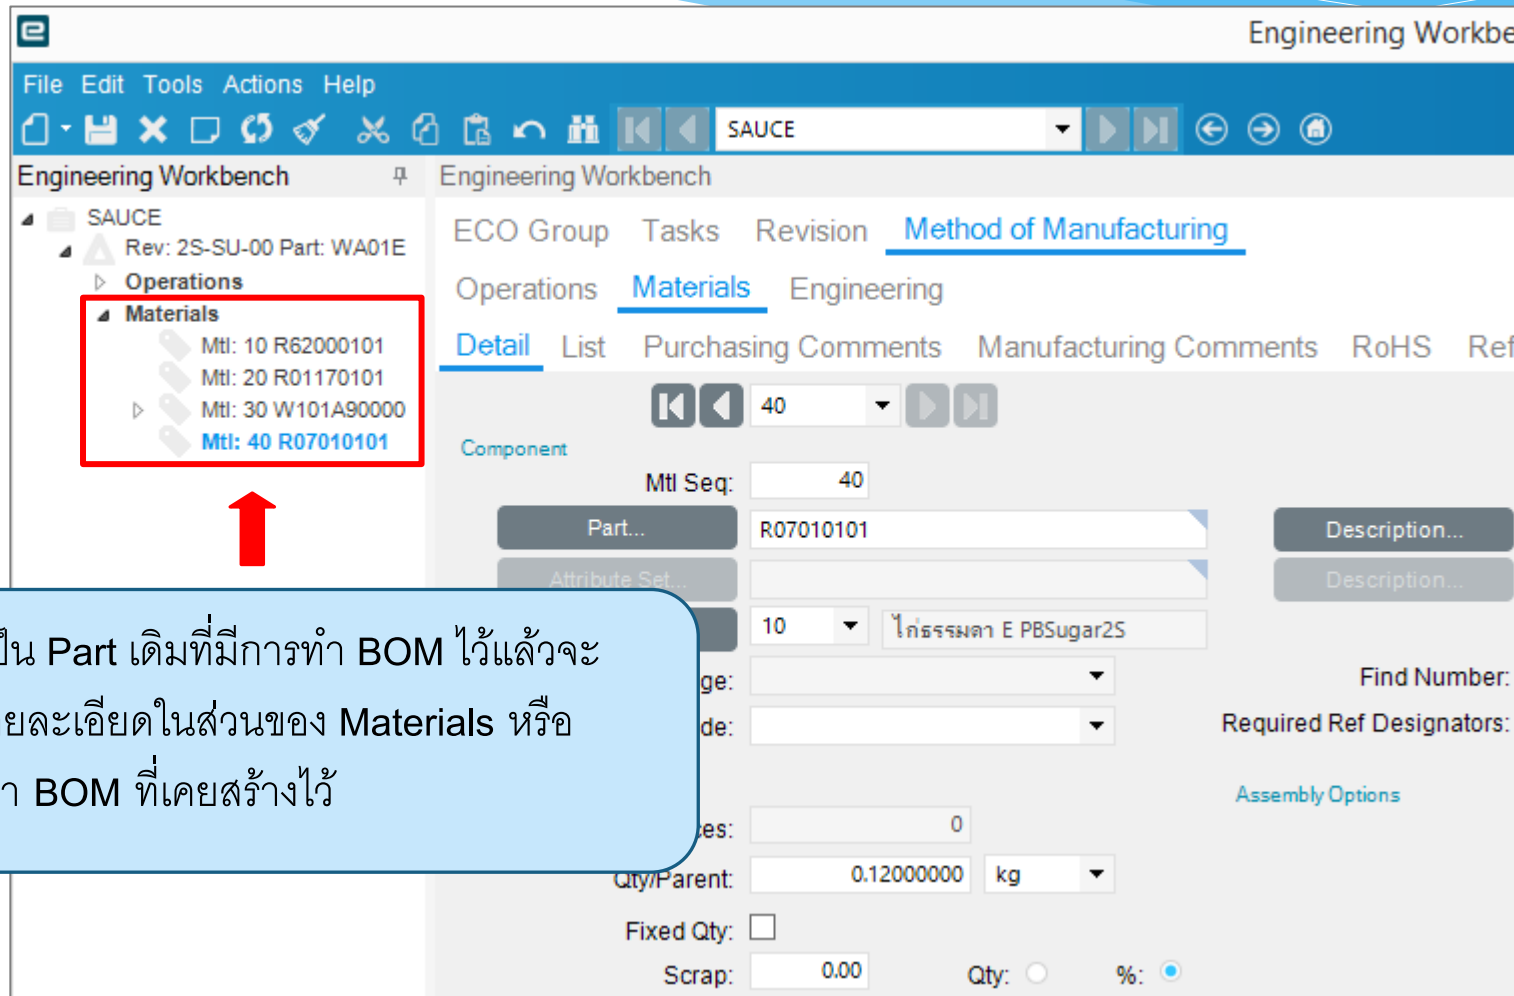 Engineering Workbe
File Edit Tools Actions Help
SAUCE
Engineering Workbench
Engineering Workbench
SAUCE
Rev: 2S-SU-00 Part: WA01E
Operations
Materials
Mtl: 10 R62000101
Mtl: 20 R01170101
Mtl: 30 W101A90000
Mtl: 40 R07010101
ECO Group Tasks Revision Method of Manufacturing
Operations Materials Engineering
Detail List Purchasing Comments Manufacturing Comments RoHS Ref
40
Component
Mtl Seq: 40
Part... R07010101 Description...
Attribute Set... Description...
10 ไก่ธรรมดา E PBSugar2S
ge: Find Number:
de: Required Ref Designators:
Assembly Options
ces: 0
Qty/Parent: 0.12000000 kg
Fixed Qty:
Scrap: 0.00 Qty: %:
ป็น Part เดิมที่มีการทำ BOM ไว้แล้วจะ
ยละเอียดในส่วนของ Materials หรือ
า BOM ที่เคยสร้างไว้